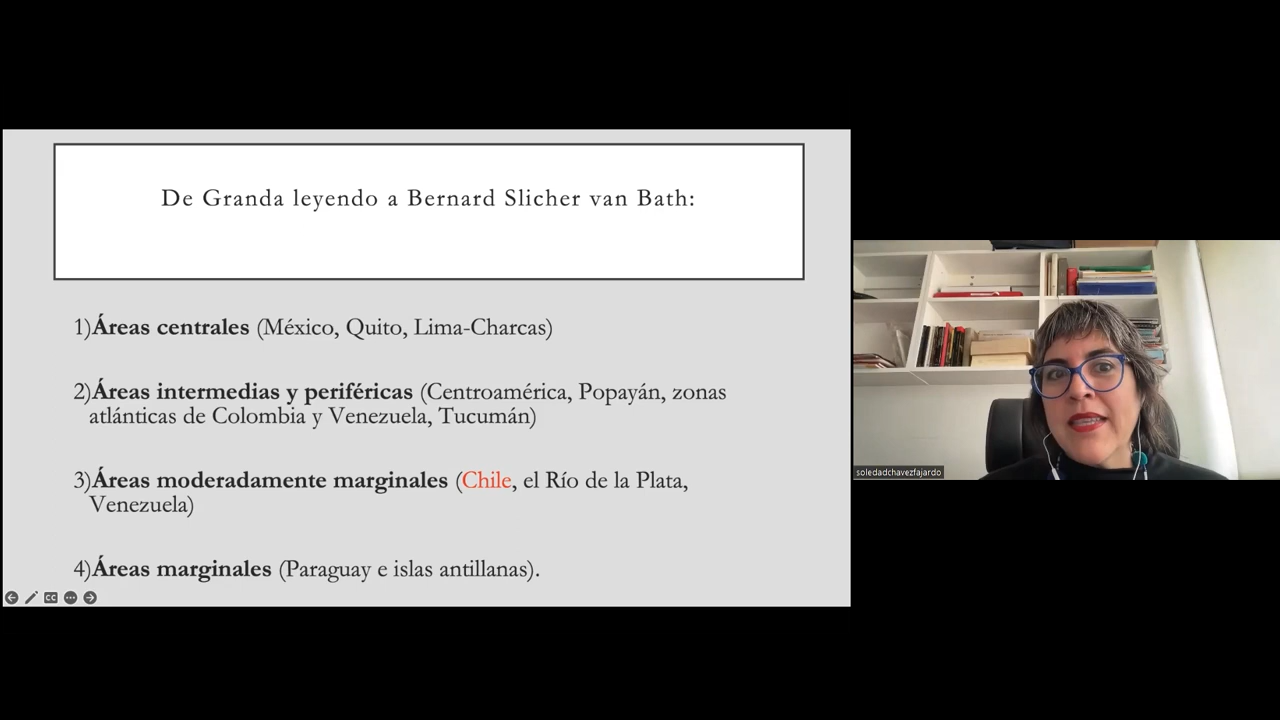 De Granda leyendo a Bernard Slicher van Bath:
1)Áreas centrales (México, Quito, Lima-Charcas)
2)Áreas intermedias y periféricas (Centroamérica, Popayán, zonas
atlánticas de Colombia y Venezuela, Tucumán)
3)Áreas moderadamente marginales (Chile, el Río de la Plata,
Venezuela)
4)Áreas marginales (Paraguay e islas antillanas).
CC
soledadchavezfajardo